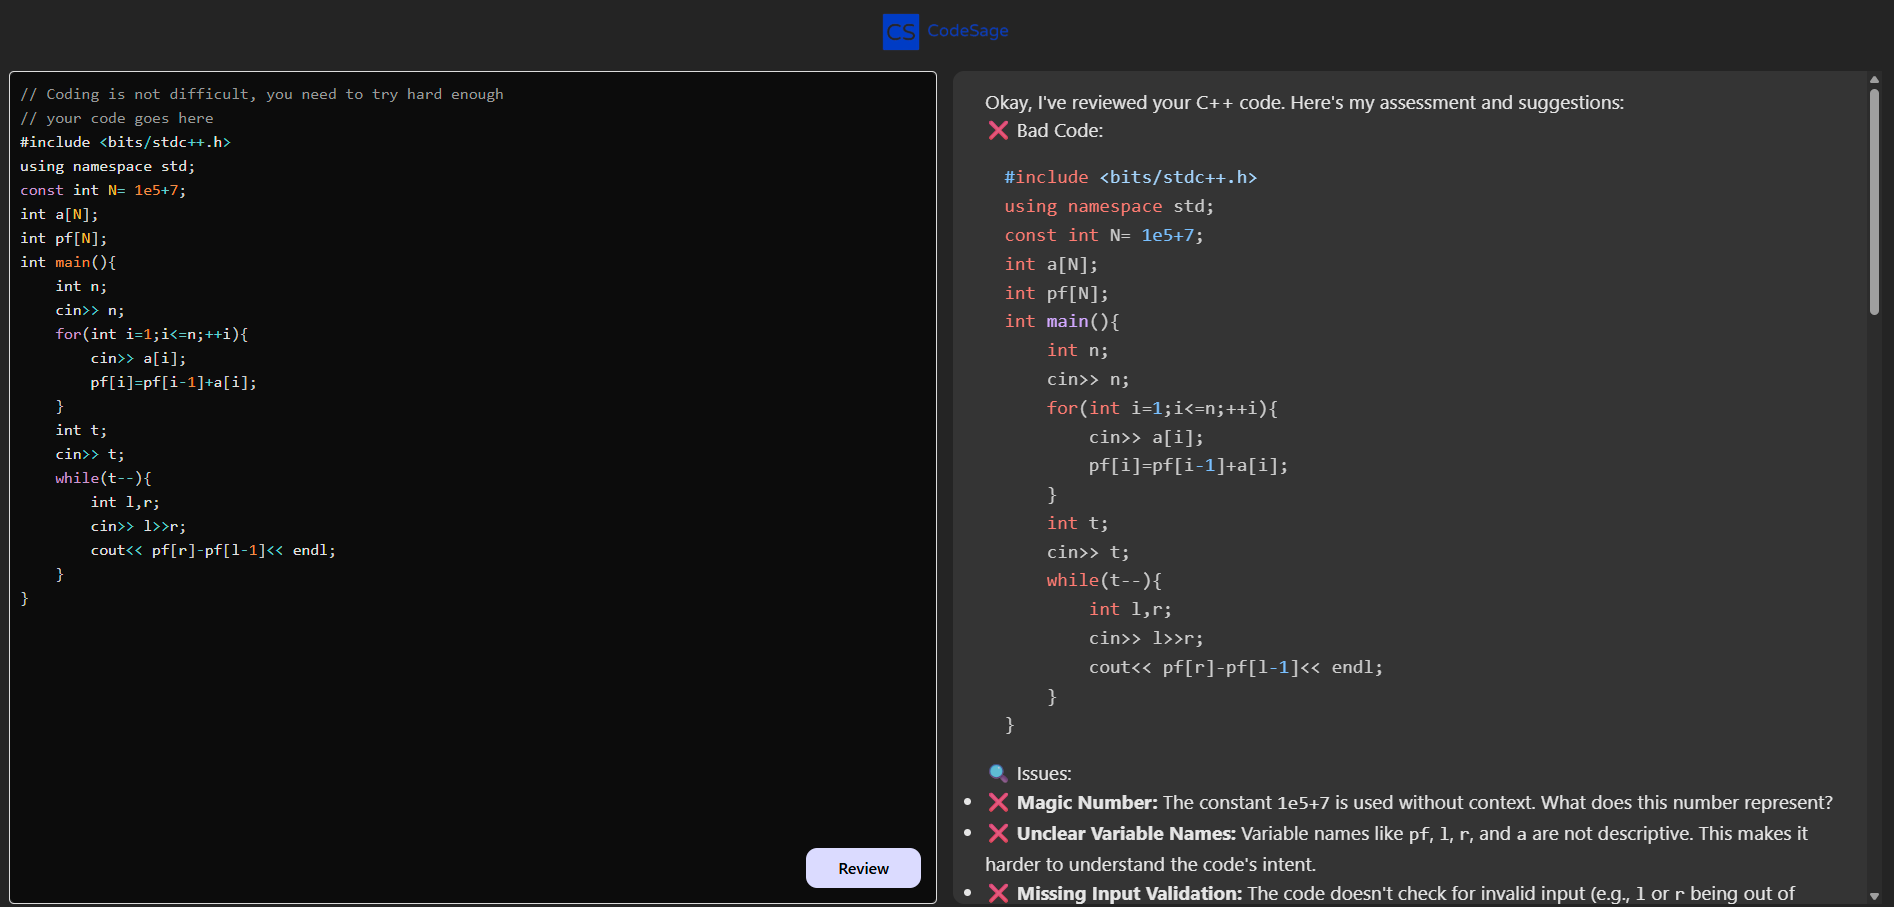 CS CodeSage
// Coding is not difficult, you need to try hard enough
// your code goes here
#include <bits/stdc++.h>
using namespace std;
const int N= 1e5+7;
int a[N];
int pf[N];
int main(){
    int n;
    cin>> n;
    for(int i=1;i<=n;++i){
        cin>> a[i];
        pf[i]=pf[i-1]+a[i];
    }
    int t;
    cin>> t;
    while(t--){
        int l,r;
        cin>> l>>r;
        cout<< pf[r]-pf[l-1]<< endl;
    }
}
Review
Okay, I've reviewed your C++ code. Here's my assessment and suggestions:
❌ Bad Code:
#include <bits/stdc++.h>
using namespace std;
const int N= 1e5+7;
int a[N];
int pf[N];
int main(){
    int n;
    cin>> n;
    for(int i=1;i<=n;++i){
        cin>> a[i];
        pf[i]=pf[i-1]+a[i];
    }
    int t;
    cin>> t;
    while(t--){
        int l,r;
        cin>> l>>r;
        cout<< pf[r]-pf[l-1]<< endl;
    }
}
🔍 Issues:
• ❌ Magic Number: The constant 1e5+7 is used without context. What does this number represent?
• ❌ Unclear Variable Names: Variable names like pf, l, r, and a are not descriptive. This makes it
harder to understand the code's intent.
• ❌ Missing Input Validation: The code doesn't check for invalid input (e.g., l or r being out of